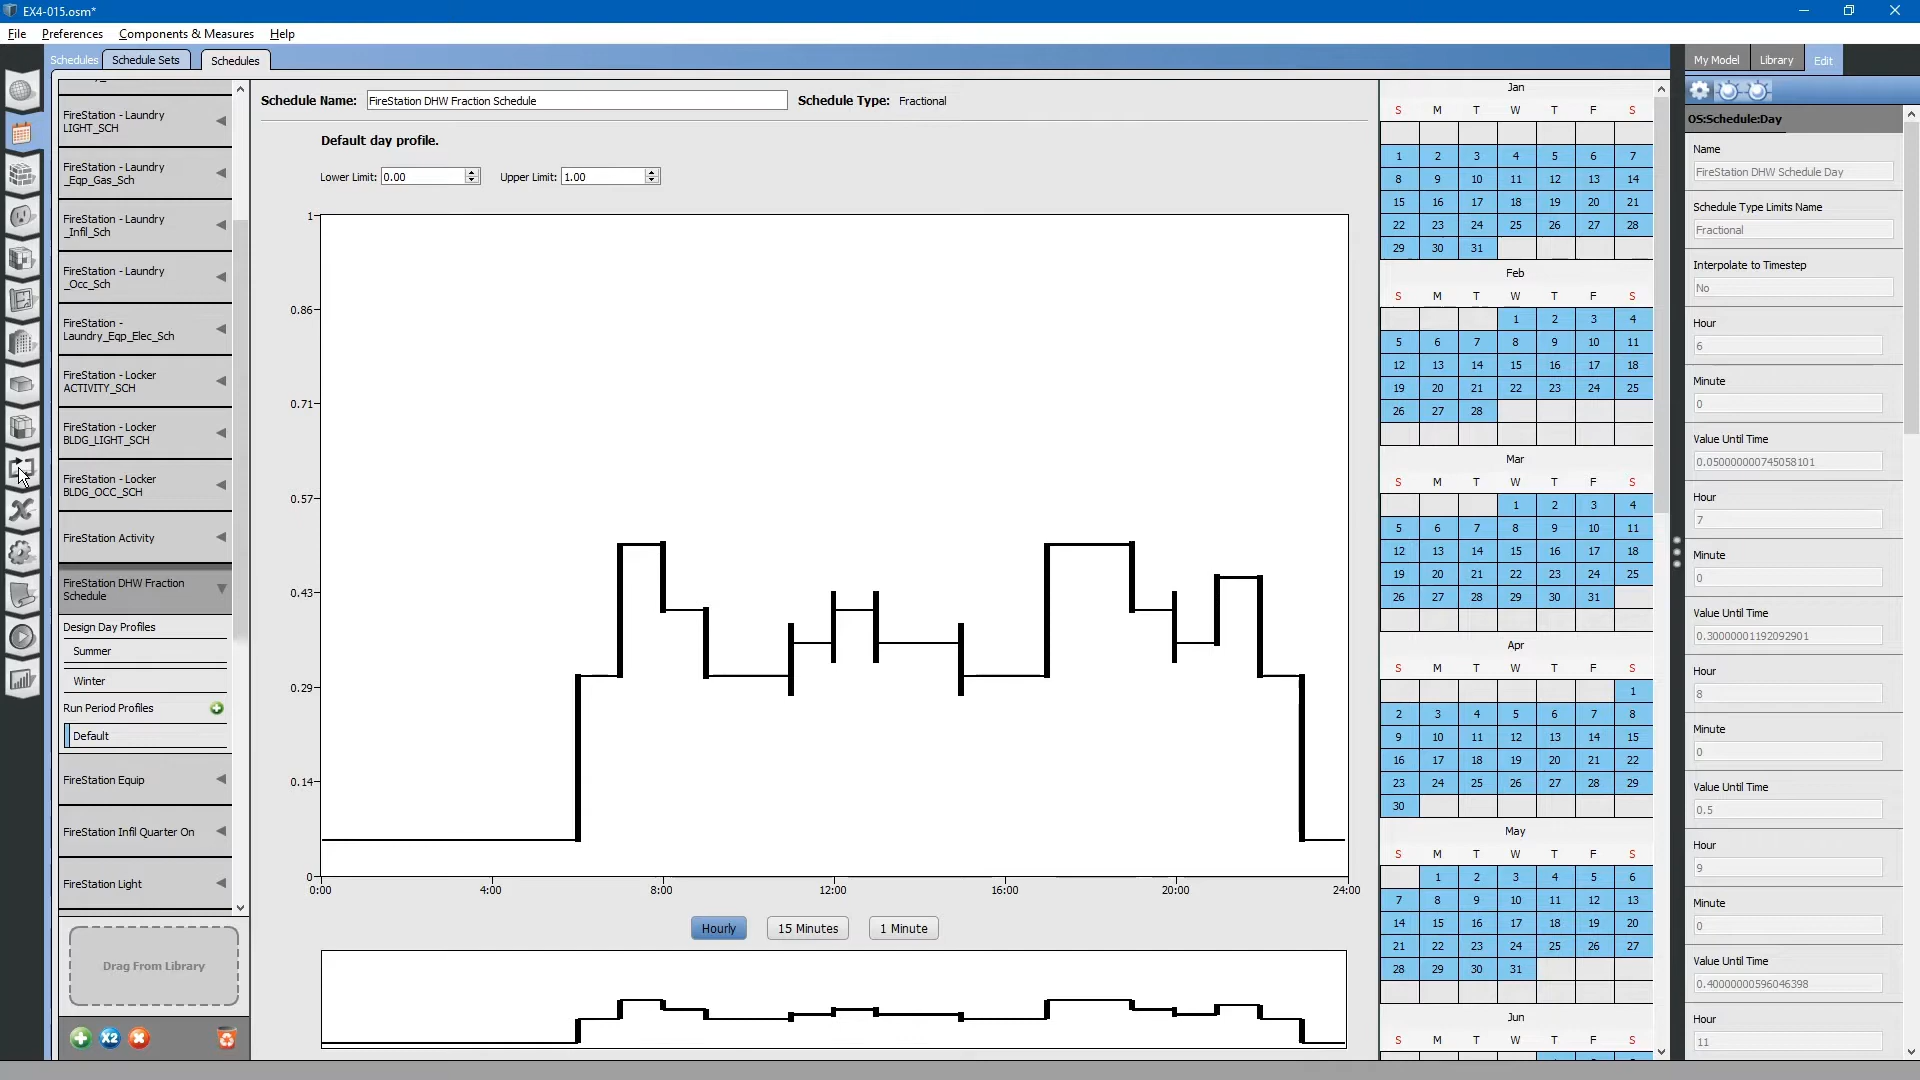 EX4-015.osm*
File Preferences Components & Measures Help
Schedules Schedule Sets Schedules
My Model Library Edit
FireStation - Laundry
LIGHT_SCH
FireStation - Laundry
_Eqp_Gas_Sch
FireStation - Laundry
_Infil_Sch
FireStation - Laundry
_Occ_Sch
FireStation -
Laundry_Eqp_Elec_Sch
FireStation - Locker
ACTIVITY_SCH
FireStation - Locker
BLDG_LIGHT_SCH
FireStation - Locker
BLDG_OCC_SCH
FireStation Activity
FireStation DHW Fraction
Schedule
Design Day Profiles
Summer
Winter
Run Period Profiles
Default
FireStation Equip
FireStation Infil Quarter On
FireStation Light
Drag From Library
X2
Schedule Name: FireStation DHW Fraction Schedule Schedule Type: Fractional
Default day profile.
Lower Limit: 0.00 Upper Limit: 1.00
1
0.86
0.71
0.57
0.43
0.29
0.14
0
0:00 4:00 8:00 12:00 16:00 20:00 24:00
Hourly 15 Minutes 1 Minute
Jan
S M T W T F S
1 2 3 4 5 6 7
8 9 10 11 12 13 14
15 16 17 18 19 20 21
22 23 24 25 26 27 28
29 30 31
Feb
S M T W T F S
1 2 3 4
5 6 7 8 9 10 11
12 13 14 15 16 17 18
19 20 21 22 23 24 25
26 27 28
Mar
S M T W T F S
1 2 3 4
5 6 7 8 9 10 11
12 13 14 15 16 17 18
19 20 21 22 23 24 25
26 27 28 29 30 31
Apr
S M T W T F S
1
2 3 4 5 6 7 8
9 10 11 12 13 14 15
16 17 18 19 20 21 22
23 24 25 26 27 28 29
30
May
S M T W T F S
1 2 3 4 5 6
7 8 9 10 11 12 13
14 15 16 17 18 19 20
21 22 23 24 25 26 27
28 29 30 31
Jun
S M T W T F S
OS:Schedule:Day
Name
FireStation DHW Schedule Day
Schedule Type Limits Name
Fractional
Interpolate to Timestep
No
Hour
6
Minute
0
Value Until Time
0.050000000745058101
Hour
7
Minute
0
Value Until Time
0.30000001192092901
Hour
8
Minute
0
Value Until Time
0.5
Hour
9
Minute
0
Value Until Time
0.40000000596046398
Hour
11